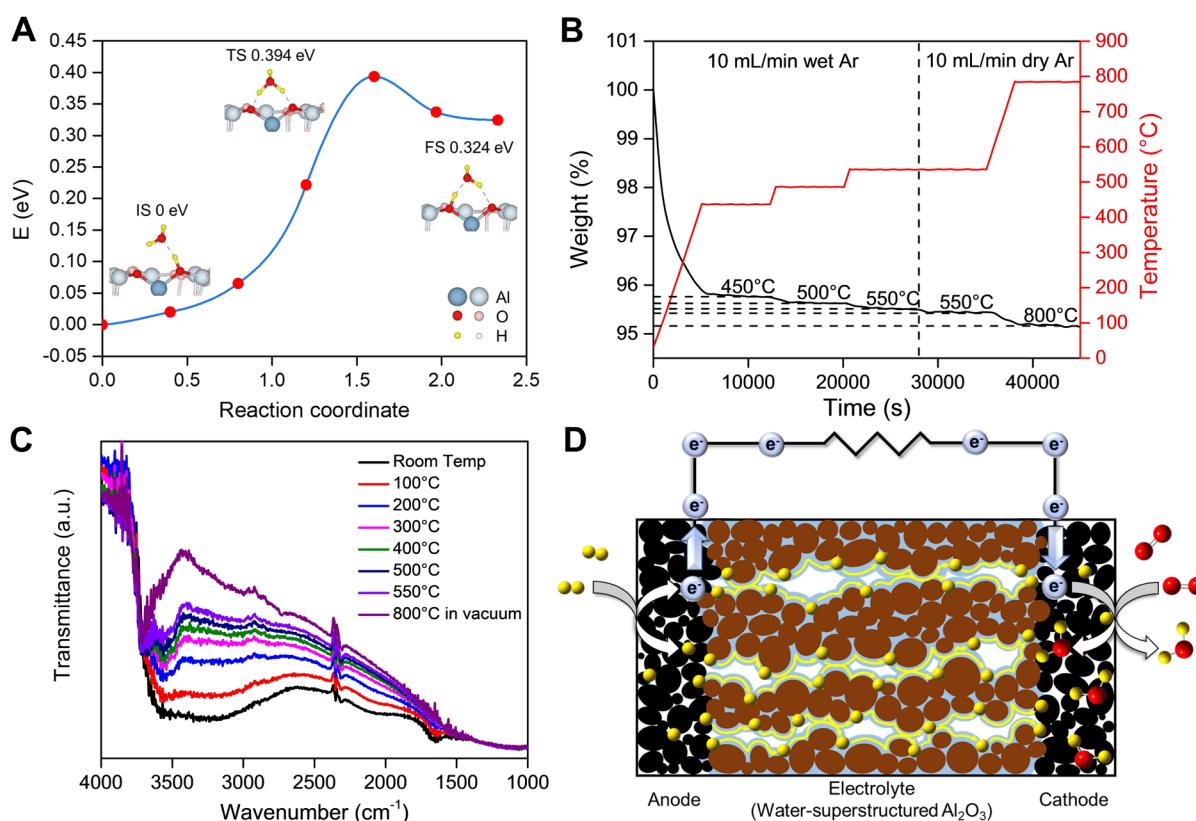 A
0.45
0.40
0.35
0.30
0.25
0.20
0.15
0.10
0.05
0.00
-0.05
E (eV)
TS 0.394 eV
FS 0.324 eV
IS 0 eV
Al
O
H
0.0
0.5
1.0
1.5
2.0
2.5
Reaction coordinate
B
101
100
99
98
97
96
95
Weight (%)
10 mL/min wet Ar
10 mL/min dry Ar
450°C
500°C
550°C
550°C
800°C
900
800
700
600
500
400
300
200
100
0
Temperature (°C)
0
10000
20000
30000
40000
Time (s)
C
Transmittance (a.u.)
Room Temp
100°C
200°C
300°C
400°C
500°C
550°C
800°C in vacuum
4000
3500
3000
2500
2000
1500
1000
Wavenumber (cm⁻¹)
D
e⁻
e⁻
e⁻
e⁻
e⁻
e⁻
e⁻
e⁻
Anode
Electrolyte
(Water-superstructured Al₂O₃)
Cathode